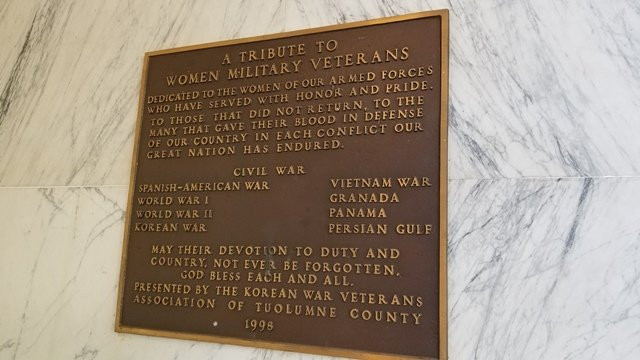 A TRIBUTE TO
WOMEN MILITARY VETERANS
DEDICATED TO THE WOMEN OF OUR ARMED FORCES
WHO HAVE SERVED WITH HONOR AND PRIDE.
TO THOSE THAT DID NOT RETURN, TO THE
MANY THAT GAVE THEIR BLOOD IN DEFENSE
OF OUR COUNTRY IN EACH CONFLICT OUR
GREAT NATION HAS ENDURED.
CIVIL WAR
SPANISH-AMERICAN WAR
WORLD WAR I
WORLD WAR II
KOREAN WAR
VIETNAM WAR
GRANADA
PANAMA
PERSIAN GULF
MAY THEIR DEVOTION TO DUTY AND
COUNTRY, NOT EVER BE FORGOTTEN.
GOD BLESS EACH AND ALL.
PRESENTED BY THE KOREAN WAR VETERANS
ASSOCIATION OF TUOLUMNE COUNTY
1998